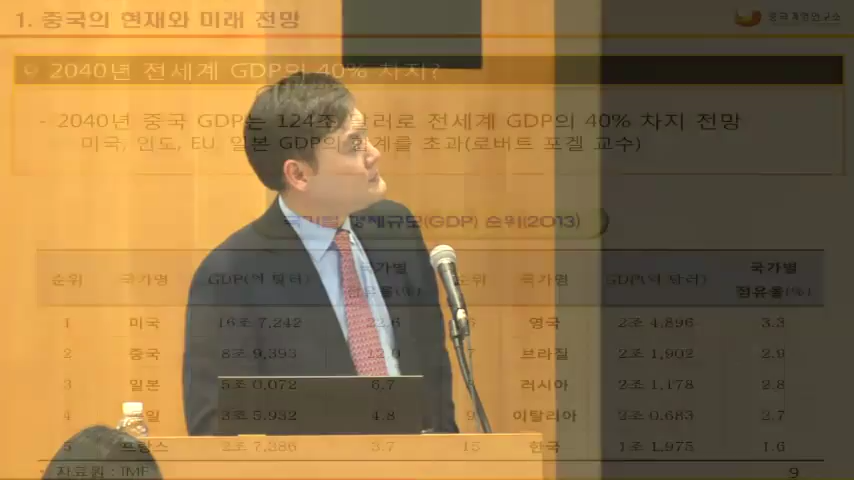 1. 중국의 현재와 미래 전망
중국경영연구소
2040년 전세계 GDP의 40% 차지?
- 2040년 중국 GDP는 124조 달러로 전세계 GDP의 40% 차지 전망
미국, 인도, EU, 일본 GDP의 합계를 초과(로버트 포겔 교수)
국가별 경제규모(GDP) 순위(2013)
순위 국가명 GDP(억 달러) 국가별 점유율(%) 순위 국가명 GDP(억 달러) 국가별 점유율(%)
1 미국 16조 7,242 22.6 영국 2조 4,896 3.3
2 중국 8조 9,393 12.0 7 브라질 2조 1,902 2.9
3 일본 5조 0,072 6.7 러시아 2조 1,178 2.8
4 3조 5,932 4.8 9 이탈리아 2조 0,683 2.7
5 프랑스 2조 7,386 3.7 15 한국 1조 1,975 1.6
* 자료원 : IMF
9